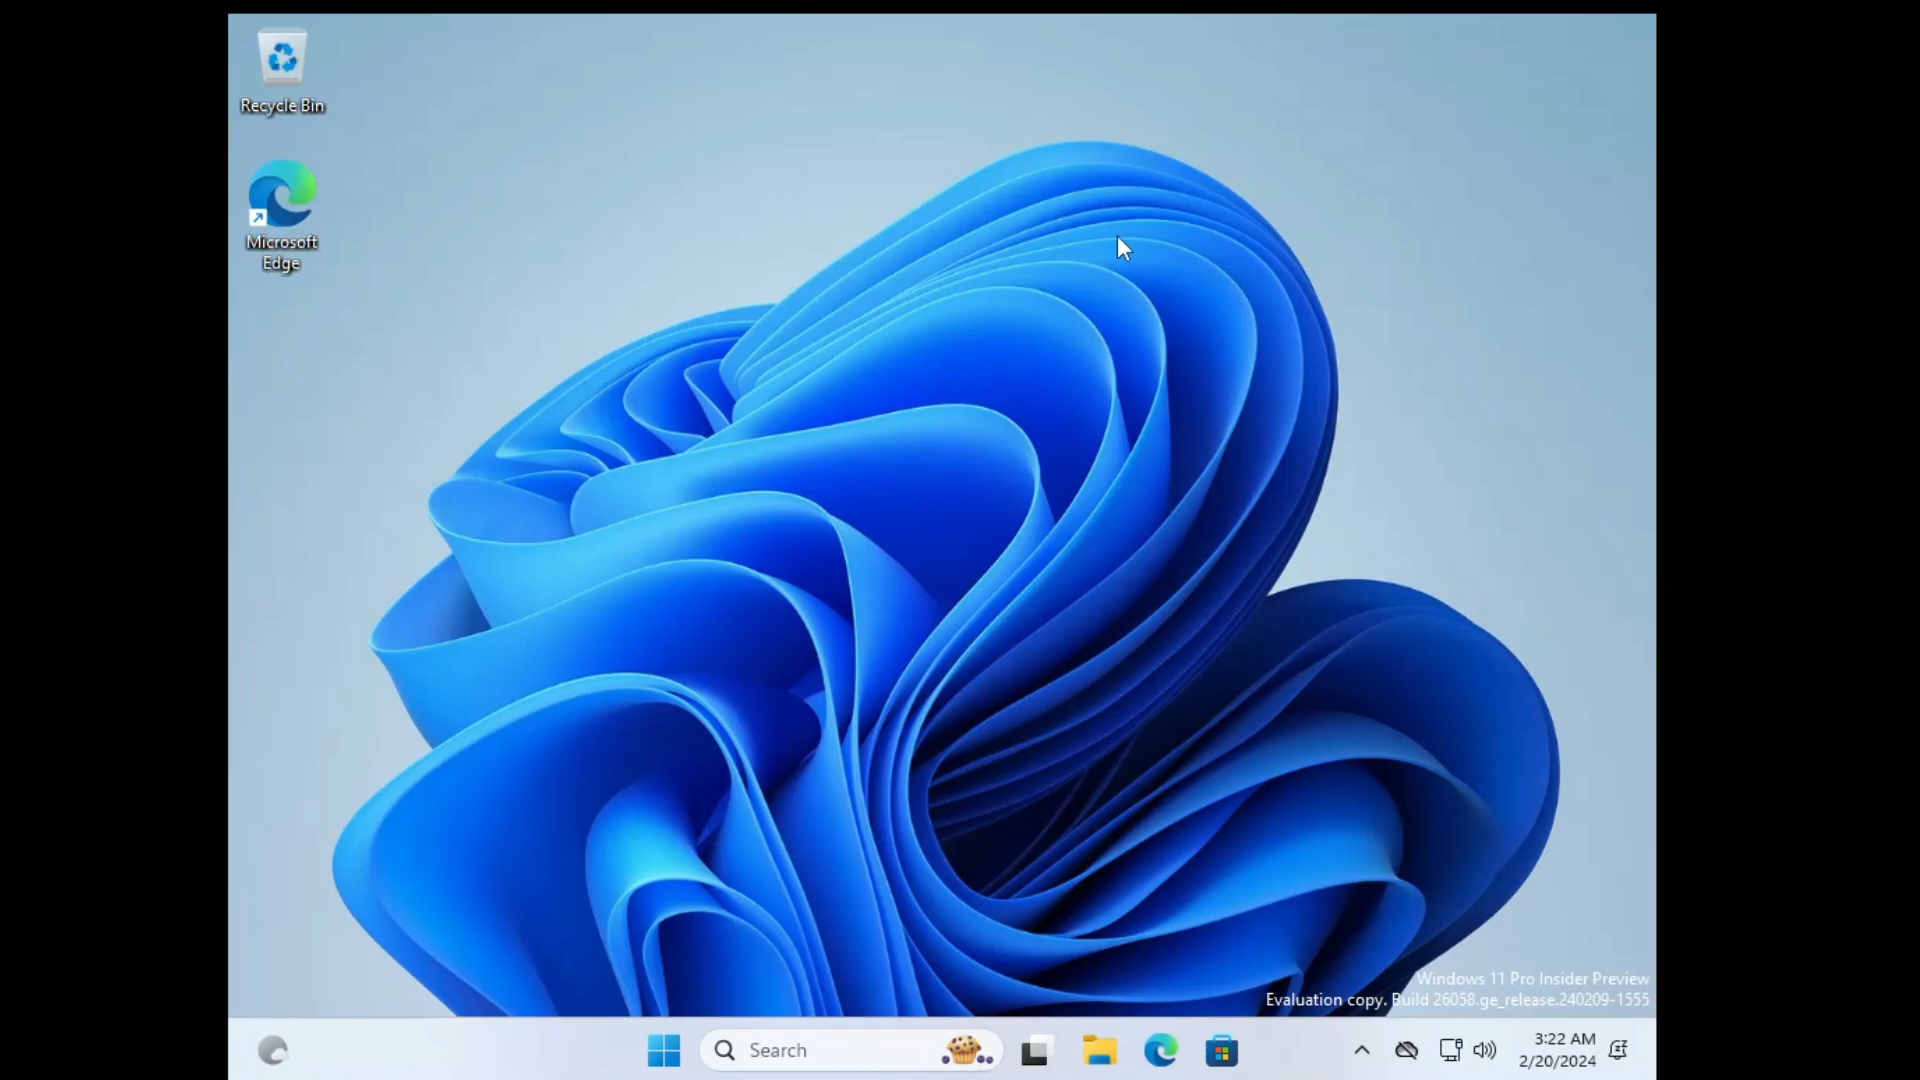 Recycle Bin
Microsoft
Edge
Windows 11 Pro Insider Preview
Evaluation copy. Build 26058.ge_release.240209-1555
Search
3:22 AM
2/20/2024